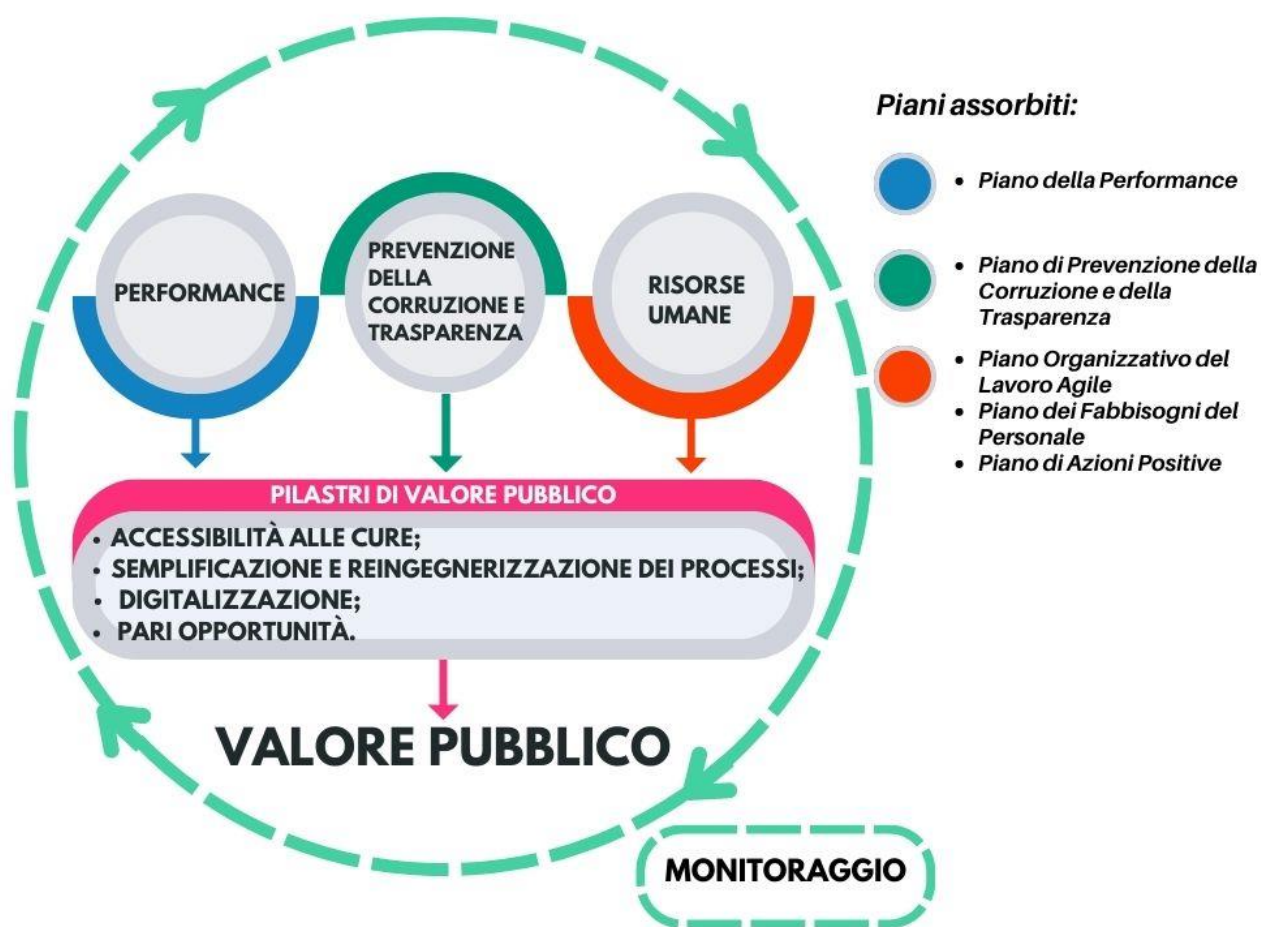 Piani assorbiti:
• Piano della Performance
• Piano di Prevenzione della
Corruzione e della
Trasparenza
• Piano Organizzativo del
Lavoro Agile
• Piano dei Fabbisogni del
Personale
• Piano di Azioni Positive
PERFORMANCE
PREVENZIONE
DELLA
CORRUZIONE E
TRASPARENZA
RISORSE
UMANE
PILASTRI DI VALORE PUBBLICO
• ACCESSIBILITÀ ALLE CURE;
• SEMPLIFICAZIONE E REINGEGNERIZZAZIONE DEI PROCESSI;
• DIGITALIZZAZIONE;
• PARI OPPORTUNITÀ.
VALORE PUBBLICO
MONITORAGGIO